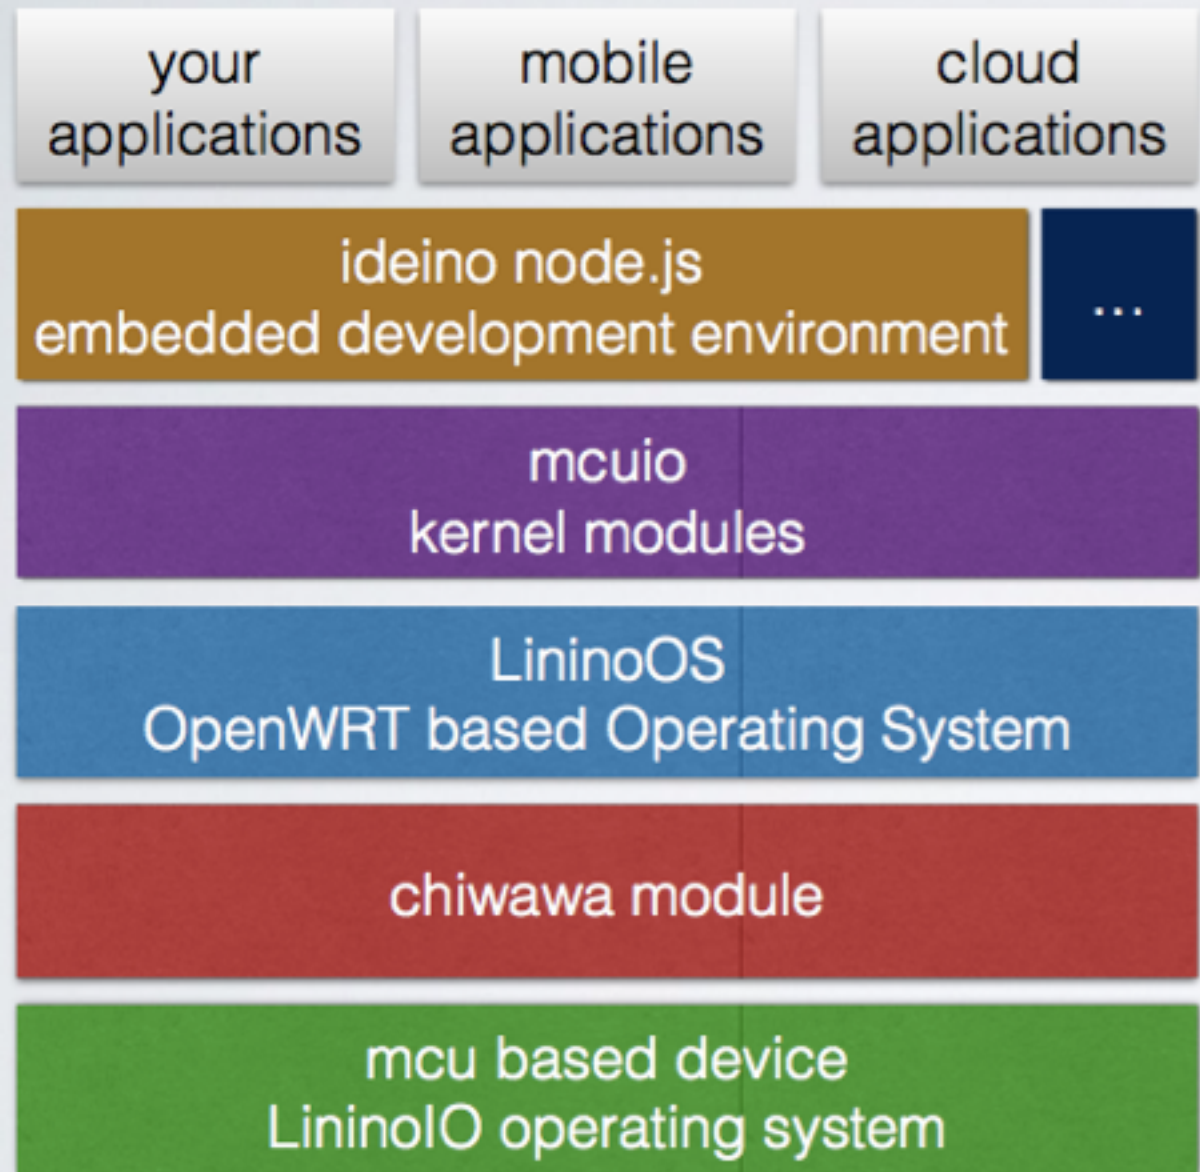 your
applications
mobile
applications
cloud
applications
ideino node.js
embedded development environment
...
mcuio
kernel modules
LininoOS
OpenWRT based Operating System
chiwawa module
mcu based device
LininoIO operating system